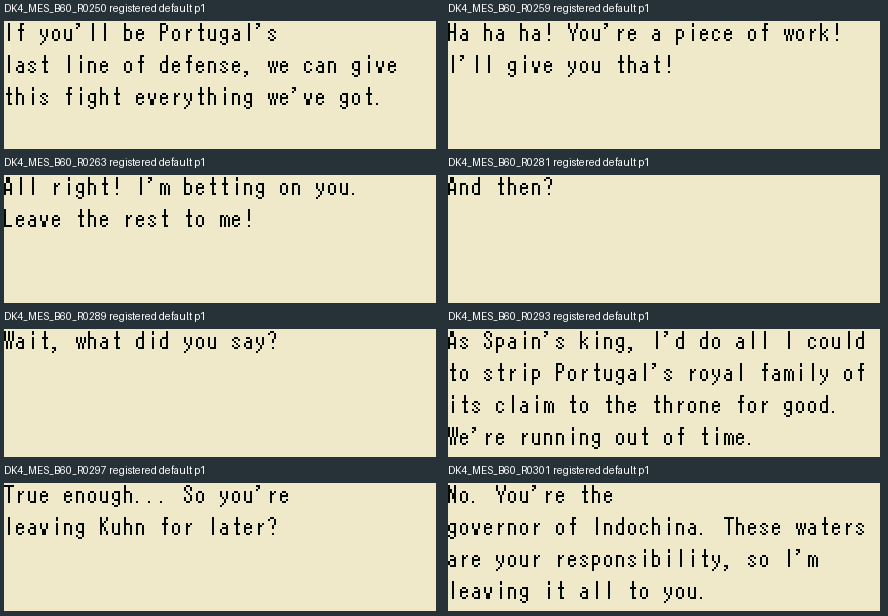 DK4_MES_B60_R0250 registered default p1
If you'll be Portugal's
last line of defense, we can give
this fight everything we've got.
DK4_MES_B60_R0259 registered default p1
Ha ha ha! You're a piece of work!
I'll give you that!
DK4_MES_B60_R0263 registered default p1
All right! I'm betting on you.
Leave the rest to me!
DK4_MES_B60_R0281 registered default p1
And then?
DK4_MES_B60_R0289 registered default p1
Wait, what did you say?
DK4_MES_B60_R0293 registered default p1
As Spain's king, I'd do all I could
to strip Portugal's royal family of
its claim to the throne for good.
We're running out of time.
DK4_MES_B60_R0297 registered default p1
True enough... So you're
leaving Kuhn for later?
DK4_MES_B60_R0301 registered default p1
No. You're the
governor of Indochina. These waters
are your responsibility, so I'm
leaving it all to you.